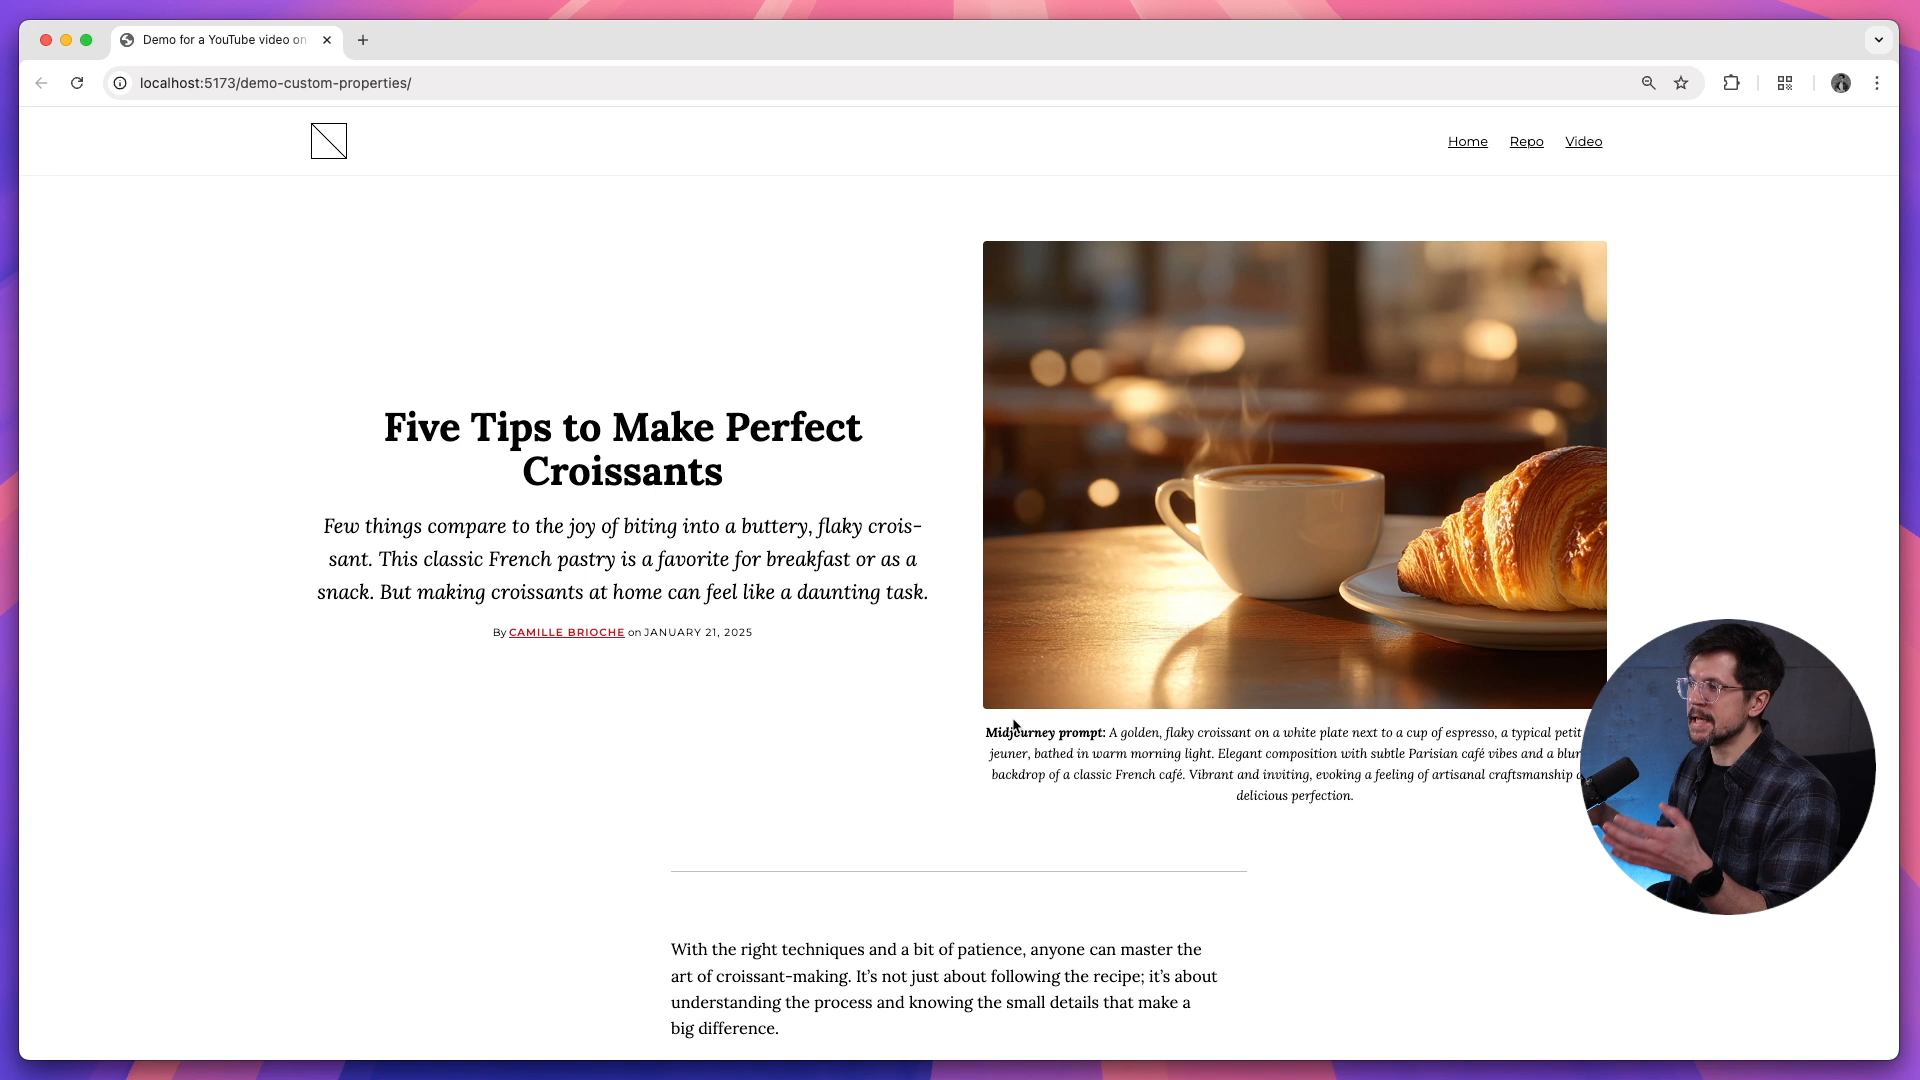 Demo for a YouTube video on
localhost:5173/demo-custom-properties/
Home Repo Video
Five Tips to Make Perfect
Croissants
Few things compare to the joy of biting into a buttery, flaky crois-
sant. This classic French pastry is a favorite for breakfast or as a
snack. But making croissants at home can feel like a daunting task.
By CAMILLE BRIOCHE on JANUARY 21, 2025
Midjourney prompt: A golden, flaky croissant on a white plate next to a cup of espresso, a typical petit
jeuner, bathed in warm morning light. Elegant composition with subtle Parisian café vibes and a
backdrop of a classic French café. Vibrant and inviting, evoking a feeling of artisanal craftsmanship
delicious perfection.
With the right techniques and a bit of patience, anyone can master the
art of croissant-making. It’s not just about following the recipe; it’s about
understanding the process and knowing the small details that make a
big difference.